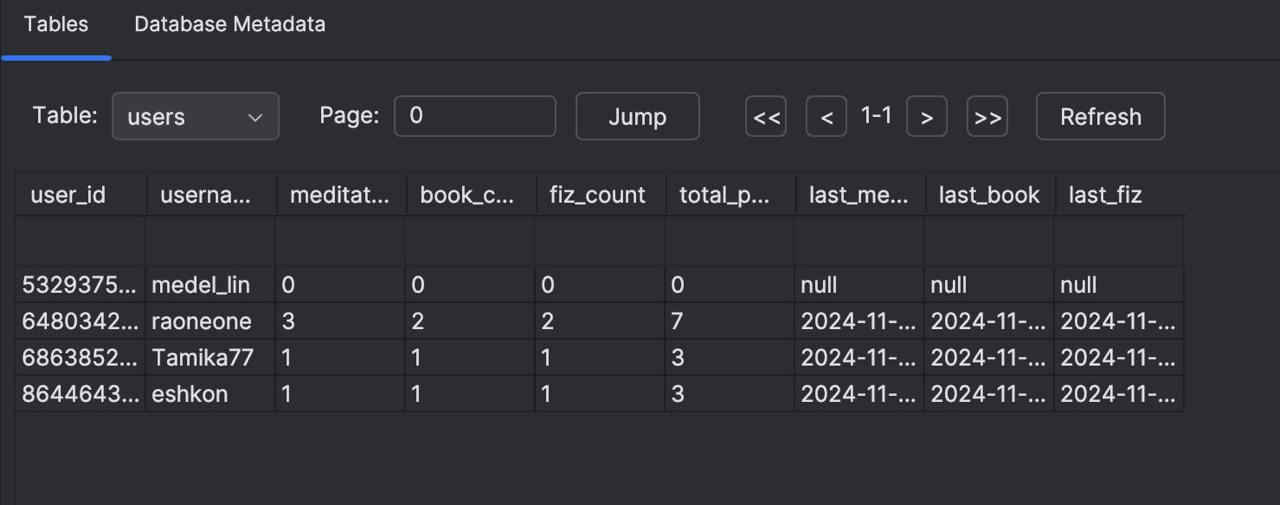 Tables Database Metadata
Table: users Page: 0 Jump << < 1-1 > >> Refresh
user_id userna... meditat... book_c... fiz_count total_p... last_me... last_book last_fiz
5329375... medel_lin 0 0 0 0 null null null
6480342... raoneone 3 2 2 7 2024-11-... 2024-11-... 2024-11-...
6863852... Tamika77 1 1 1 3 2024-11-... 2024-11-... 2024-11-...
8644643... eshkon 1 1 1 3 2024-11-... 2024-11-... 2024-11-...